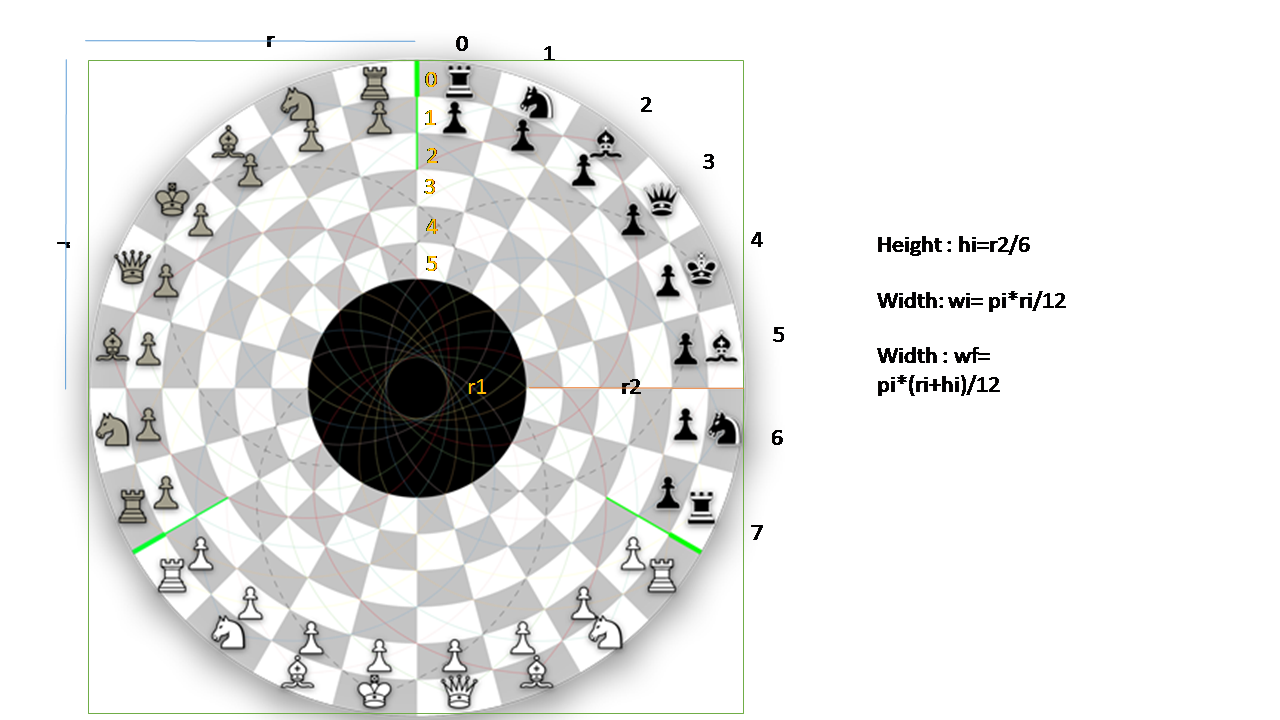 r
0
1
0
2
1
2
3
3
4
4
5
5
r
r1
r2
6
7
Height : hi=r2/6
Width: wi= pi*ri/12
Width : wf=
pi*(ri+hi)/12